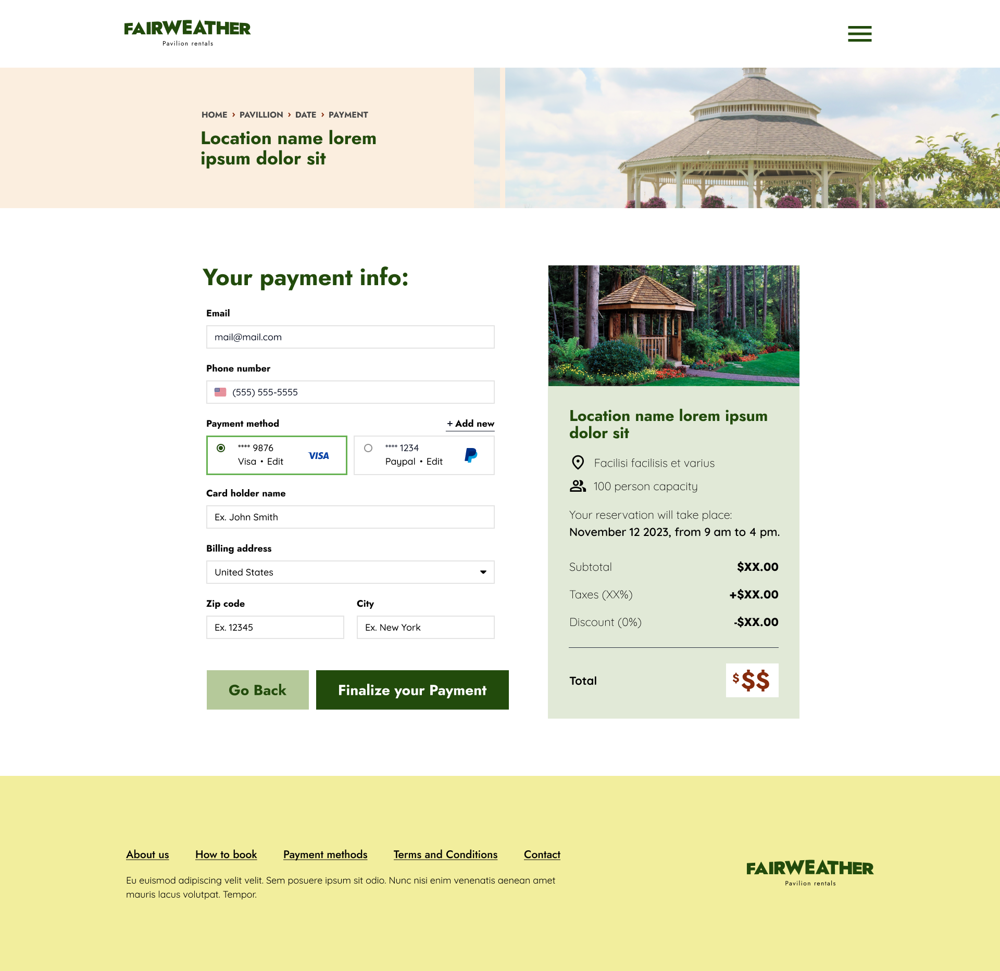 FAIRWEATHER
Pavilion rentals
HOME › PAVILLION › DATE › PAYMENT
Location name lorem
ipsum dolor sit
Your payment info:
Email
mail@mail.com
Phone number
(555) 555-5555
Payment method
+ Add new
**** 9876
Visa • Edit
VISA
**** 1234
Paypal • Edit
Card holder name
Ex. John Smith
Billing address
United States
Zip code
City
Ex. 12345
Ex. New York
Go Back
Finalize your Payment
Location name lorem ipsum
dolor sit
Facilisi facilisis et varius
100 person capacity
Your reservation will take place:
November 12 2023, from 9 am to 4 pm.
Subtotal $XX.00
Taxes (XX%) +$XX.00
Discount (0%) -$XX.00
Total $$$
About us How to book Payment methods Terms and Conditions Contact
Eu euismod adipiscing velit velit. Sem posuere ipsum sit odio. Nunc nisi enim venenatis aenean amet
mauris lacus volutpat. Tempor.
FAIRWEATHER
Pavilion rentals